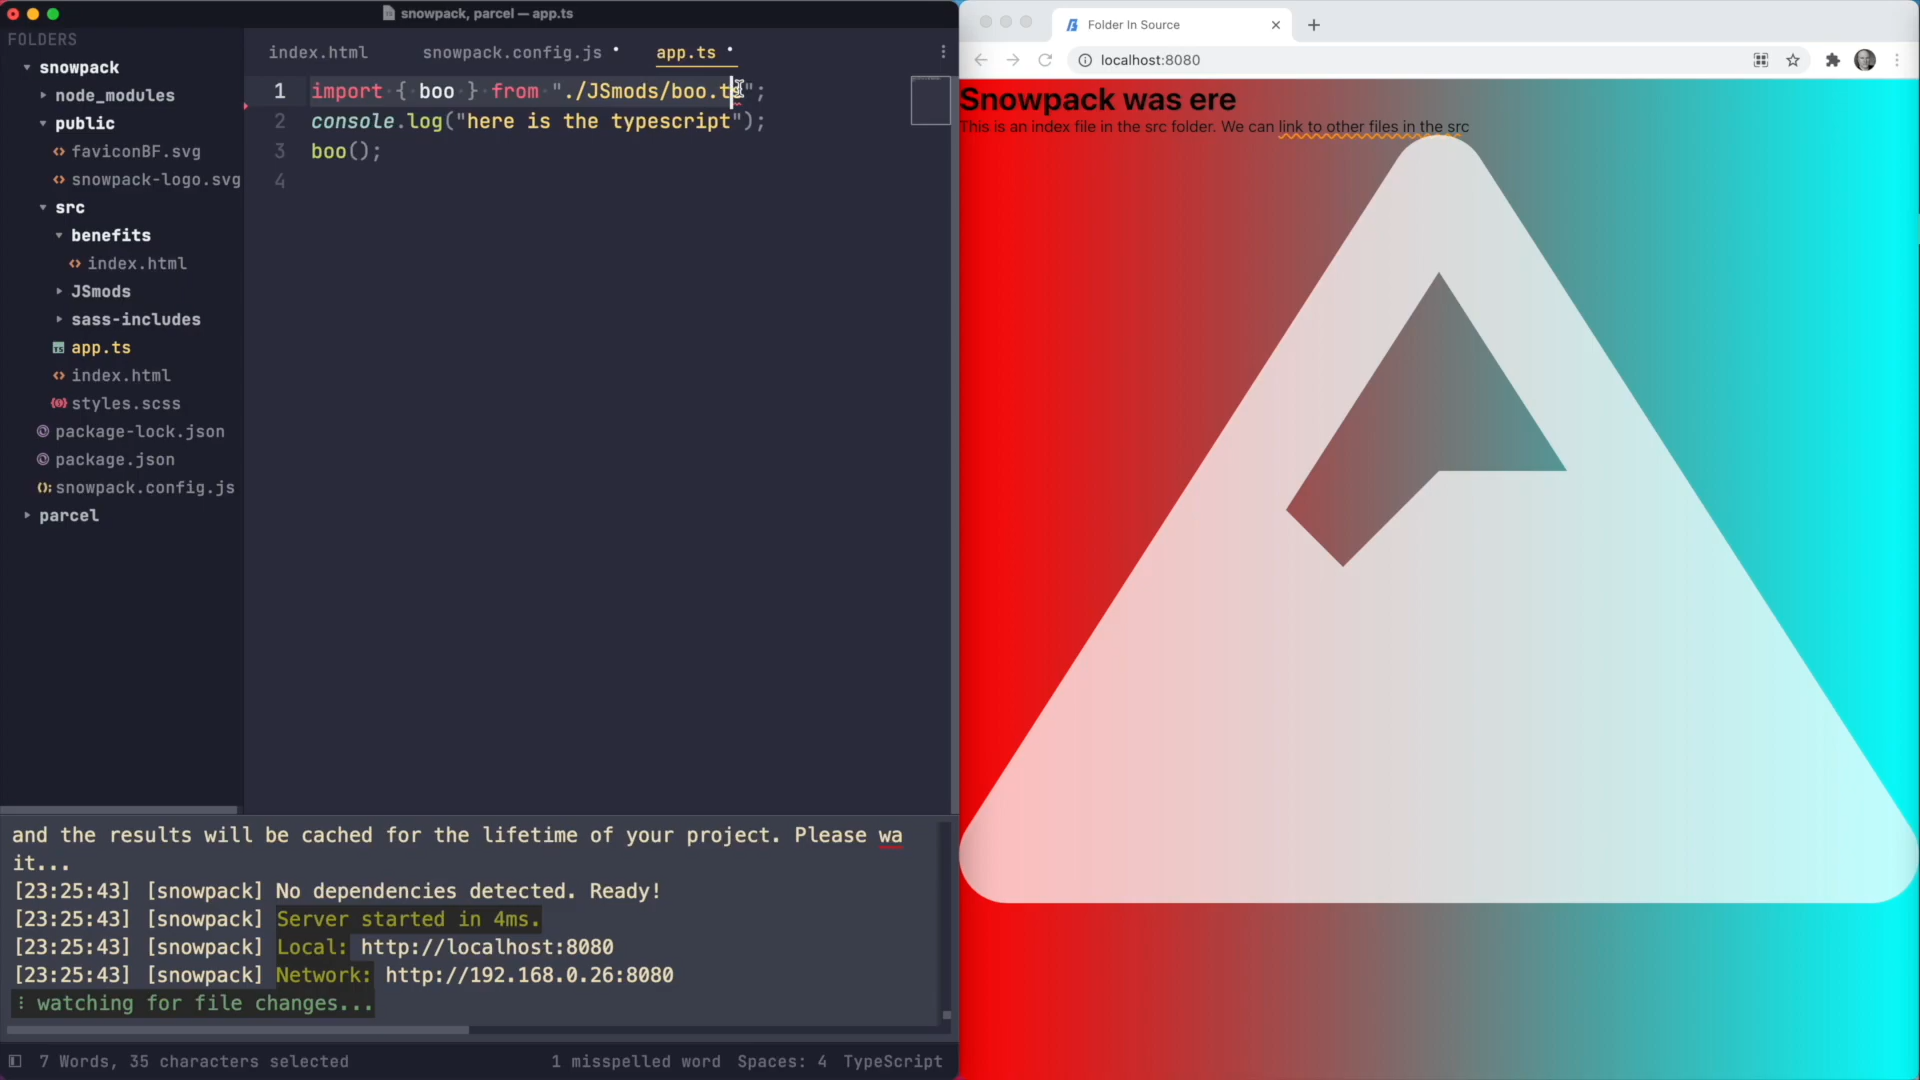 snowpack, parcel — app.ts
FOLDERS
snowpack
node_modules
public
faviconBF.svg
snowpack-logo.svg
src
benefits
index.html
JSmods
sass-includes
app.ts
index.html
styles.scss
package-lock.json
package.json
snowpack.config.js
parcel
index.html
snowpack.config.js
app.ts
1 import { boo } from "./JSmods/boo.ts";
2 console.log("here is the typescript");
3 boo();
4
and the results will be cached for the lifetime of your project. Please wa
it...
[23:25:43] [snowpack] No dependencies detected. Ready!
[23:25:43] [snowpack] Server started in 4ms.
[23:25:43] [snowpack] Local: http://localhost:8080
[23:25:43] [snowpack] Network: http://192.168.0.26:8080
⋮ watching for file changes...
7 Words, 35 characters selected
1 misspelled word Spaces: 4 TypeScript
Folder In Source
localhost:8080
Snowpack was ere
This is an index file in the src folder. We can link to other files in the src